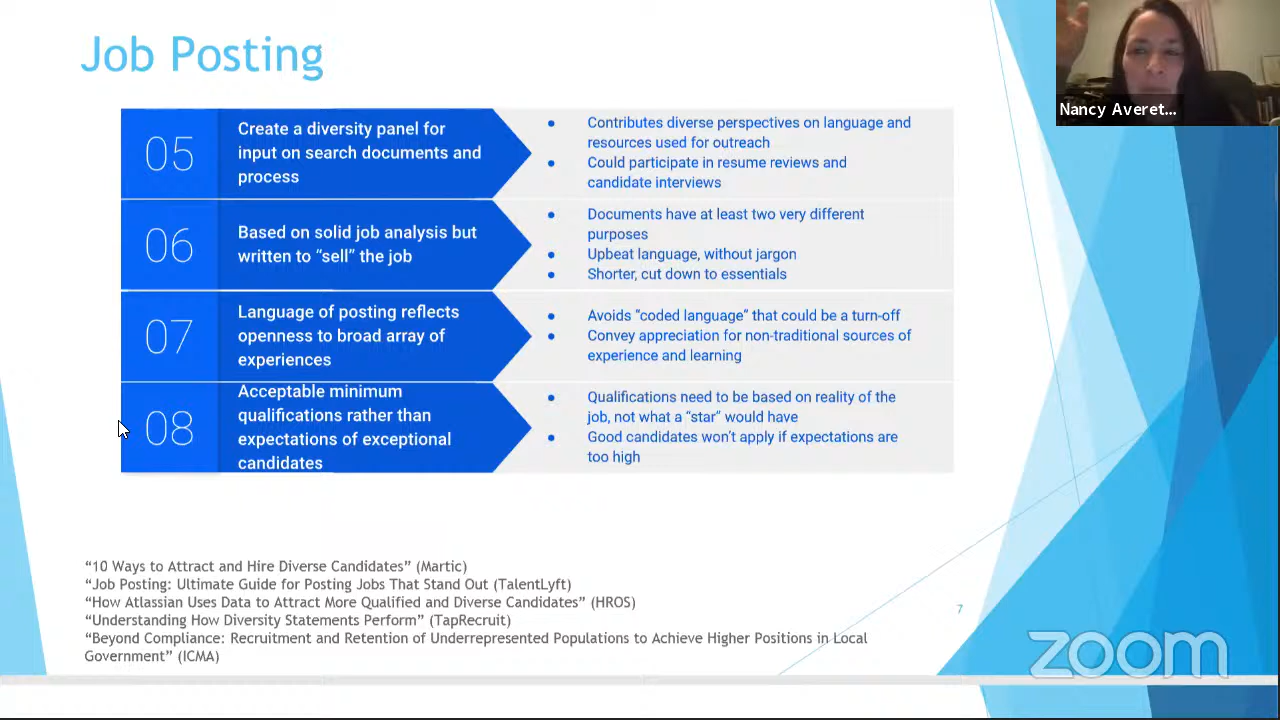 Job Posting
Nancy Averet...
05
Create a diversity panel for
input on search documents and
process
● Contributes diverse perspectives on language and
resources used for outreach
● Could participate in resume reviews and
candidate interviews
06
Based on solid job analysis but
written to “sell” the job
● Documents have at least two very different
purposes
● Upbeat language, without jargon
● Shorter, cut down to essentials
07
Language of posting reflects
openness to broad array of
experiences
● Avoids “coded language” that could be a turn-off
● Convey appreciation for non-traditional sources of
experience and learning
08
Acceptable minimum
qualifications rather than
expectations of exceptional
candidates
● Qualifications need to be based on reality of the
job, not what a “star” would have
● Good candidates won’t apply if expectations are
too high
“10 Ways to Attract and Hire Diverse Candidates” (Martic)
“Job Posting: Ultimate Guide for Posting Jobs That Stand Out (TalentLyft)
“How Atlassian Uses Data to Attract More Qualified and Diverse Candidates” (HROS)
“Understanding How Diversity Statements Perform” (TapRecruit)
“Beyond Compliance: Recruitment and Retention of Underrepresented Populations to Achieve Higher Positions in Local
Government” (ICMA)
7
zoom